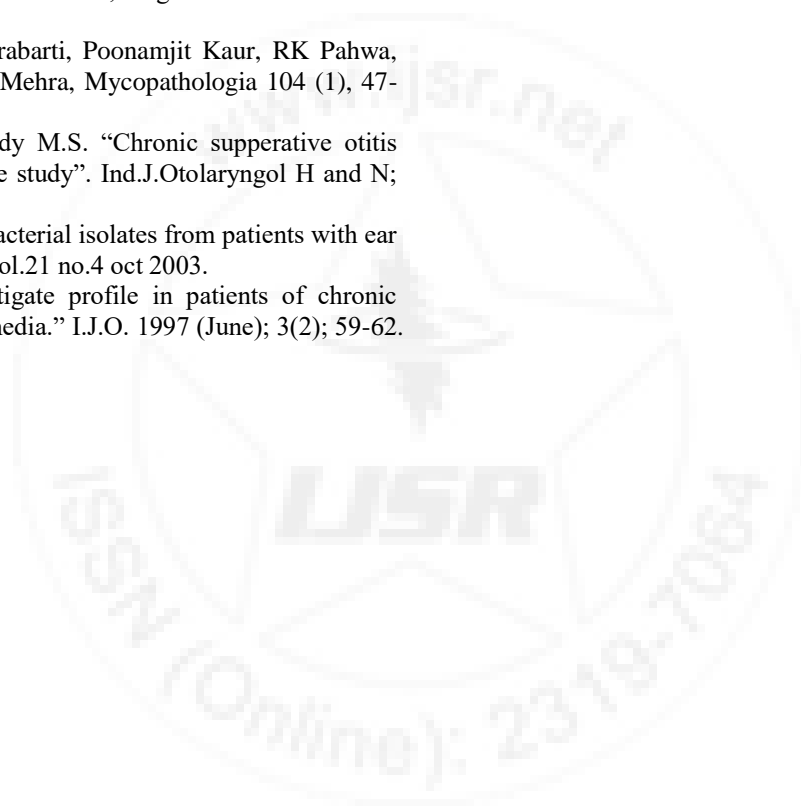 rabarti, Poonamjit Kaur, RK Pahwa,
Mehra, Mycopathologia 104 (1), 47-
dy M.S. “Chronic supperative otitis
e study”. Ind.J.Otolaryngol H and N;
acterial isolates from patients with ear
ol.21 no.4 oct 2003.
tigate profile in patients of chronic
nedia.” I.J.O. 1997 (June); 3(2); 59-62.
www.ijsr.net
IJSR
ISSN (Online): 2319-7064